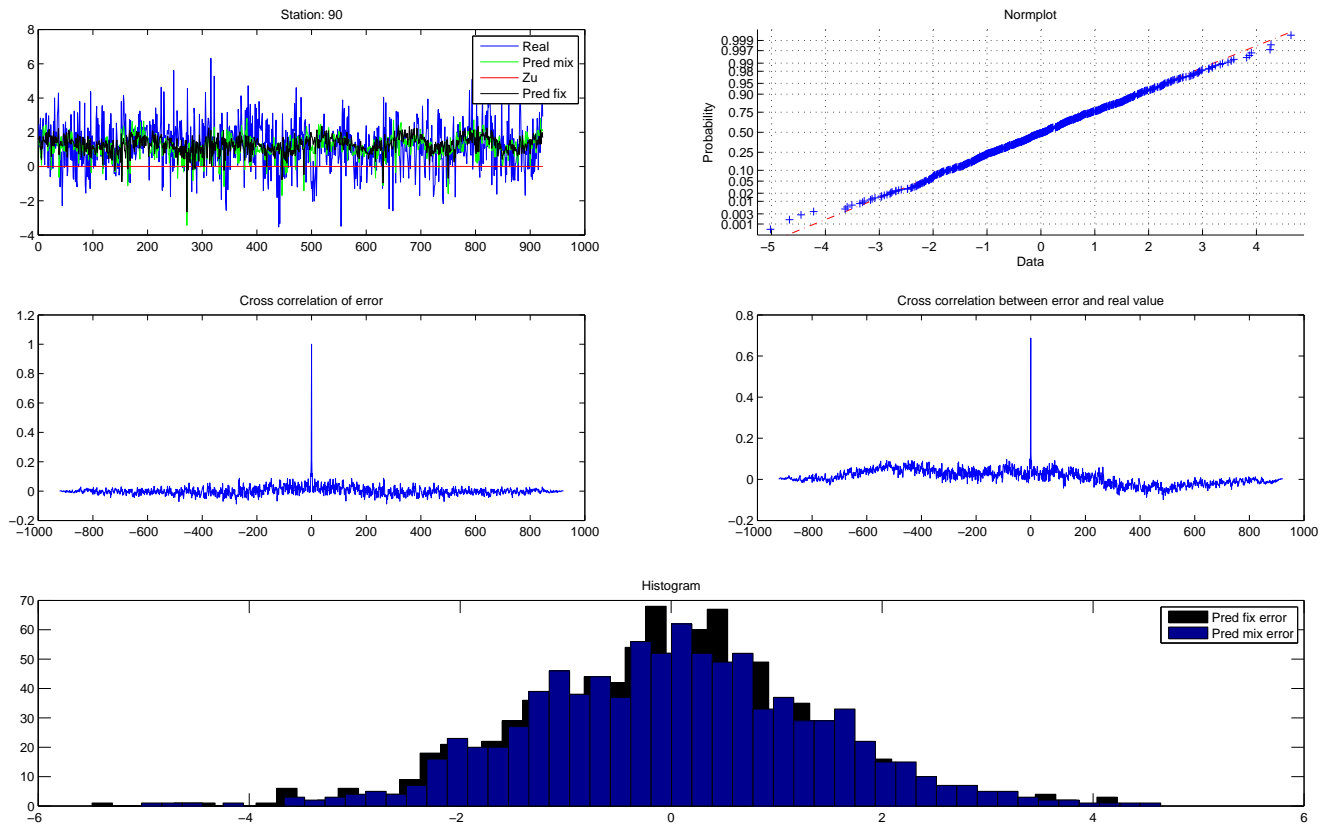 Station: 90
8
6
4
2
0
−2
−4
0 100 200 300 400 500 600 700 800 900 1000
Real
Pred mix
Zu
Pred fix
Normplot
0.999
0.997
0.99
0.98
0.95
0.90
0.75
0.50
0.25
0.10
0.05
0.02
0.01
0.003
0.001
Probability
−5 −4 −3 −2 −1 0 1 2 3 4
Data
Cross correlation of error
1.2
1
0.8
0.6
0.4
0.2
0
−0.2
−1000 −800 −600 −400 −200 0 200 400 600 800 1000
Cross correlation between error and real value
0.8
0.6
0.4
0.2
0
−0.2
−1000 −800 −600 −400 −200 0 200 400 600 800 1000
Histogram
70
60
50
40
30
20
10
0
−6 −4 −2 0 2 4 6
Pred fix error
Pred mix error